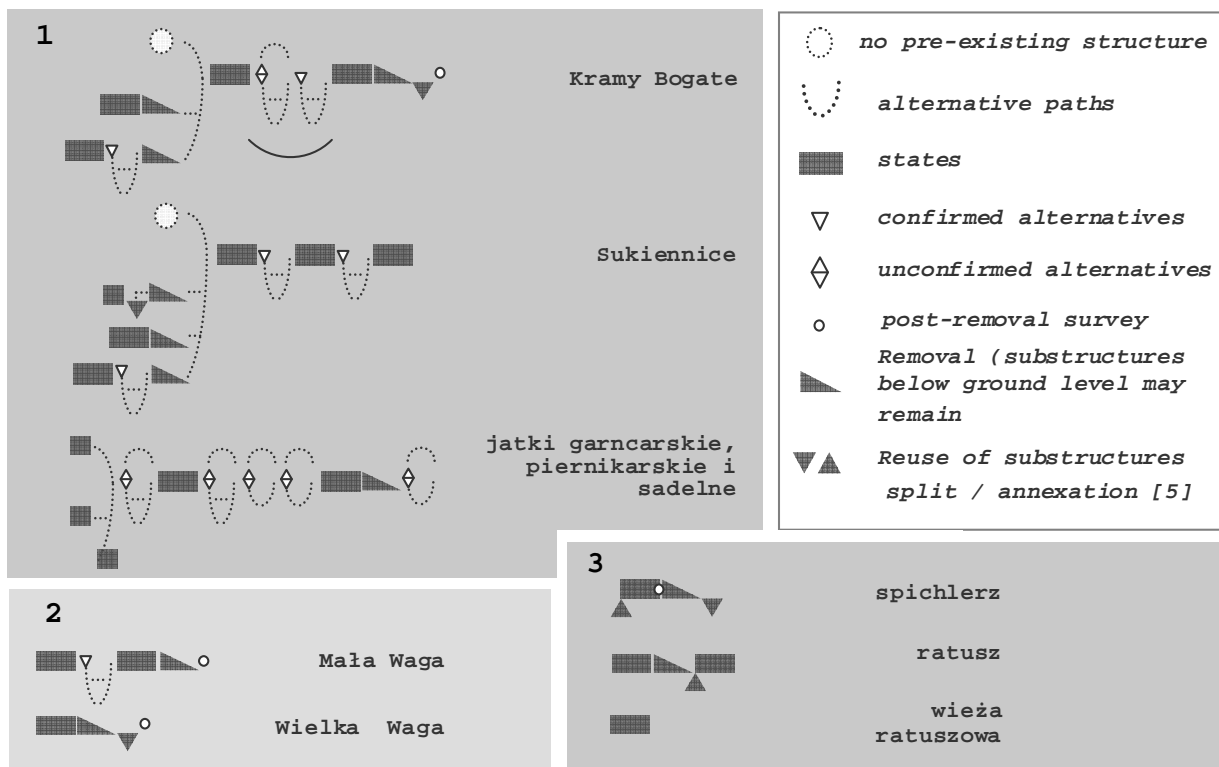 1
Kramy Bogate
Sukiennice
jatki garncarskie,
piernikarskie i
sadelne
2
Mała Waga
Wielka Waga
3
spichlerz
ratusz
wieża
ratuszowa
no pre-existing structure
alternative paths
states
confirmed alternatives
unconfirmed alternatives
post-removal survey
Removal (substructures
below ground level may
remain
Reuse of substructures
split / annexation [5]